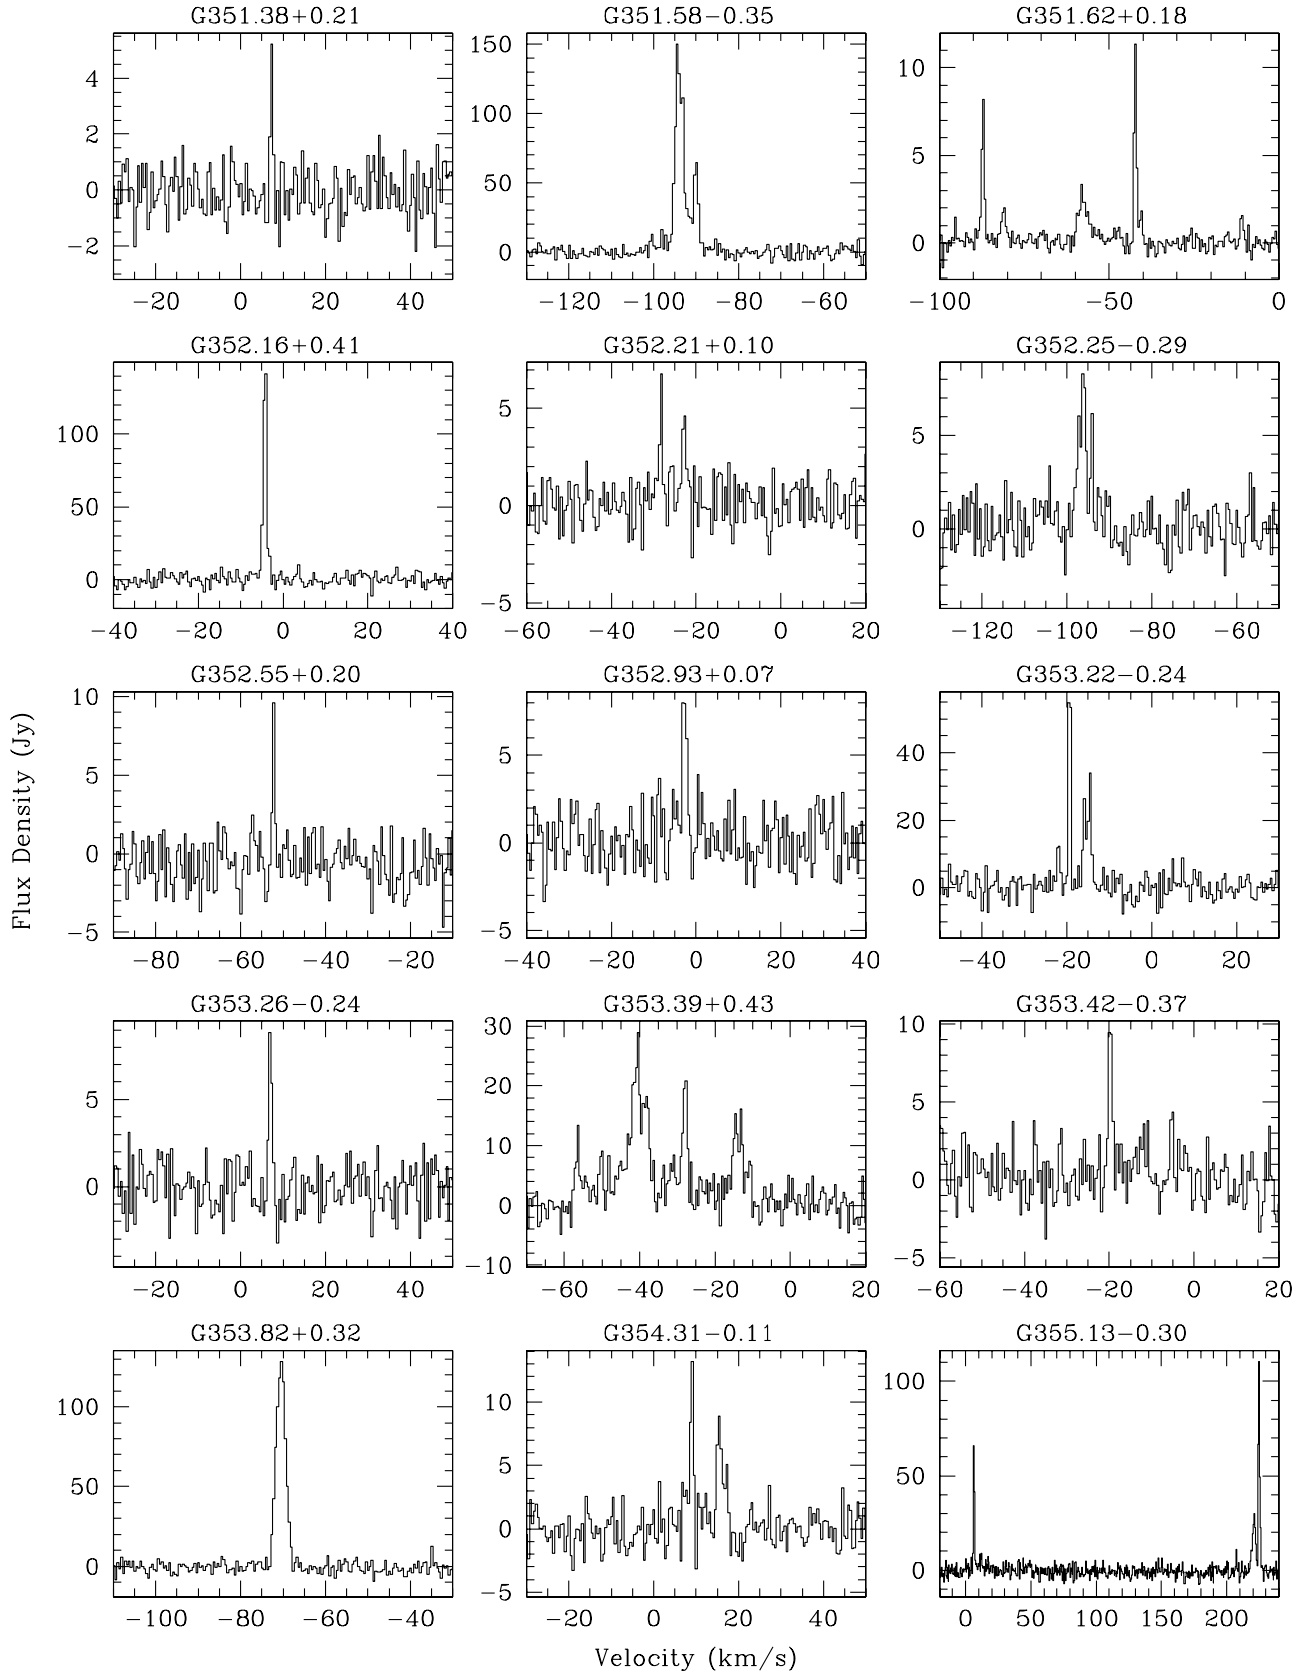 G351.38+0.21 G351.58−0.35 G351.62+0.18
4
2
0
−2
−20 0 20 40
150
100
50
0
−120 −100 −80 −60
10
5
0
−100 −50 0
G352.16+0.41 G352.21+0.10 G352.25−0.29
100
50
0
−40 −20 0 20 40
5
0
−5
−60 −40 −20 0 20
5
0
−120 −100 −80 −60
G352.55+0.20 G352.93+0.07 G353.22−0.24
10
5
0
−5
−80 −60 −40 −20
5
0
−5
−40 −20 0 20 40
40
20
0
−40 −20 0 20
Flux Density (Jy)
G353.26−0.24 G353.39+0.43 G353.42−0.37
5
0
−20 0 20 40
30
20
10
0
−10
−60 −40 −20 0 20
10
5
0
−5
−60 −40 −20 0 20
G353.82+0.32 G354.31−0.11 G355.13−0.30
100
50
0
−100 −80 −60 −40
10
5
0
−5
−20 0 20 40
100
50
0
0 50 100 150 200
Velocity (km/s)